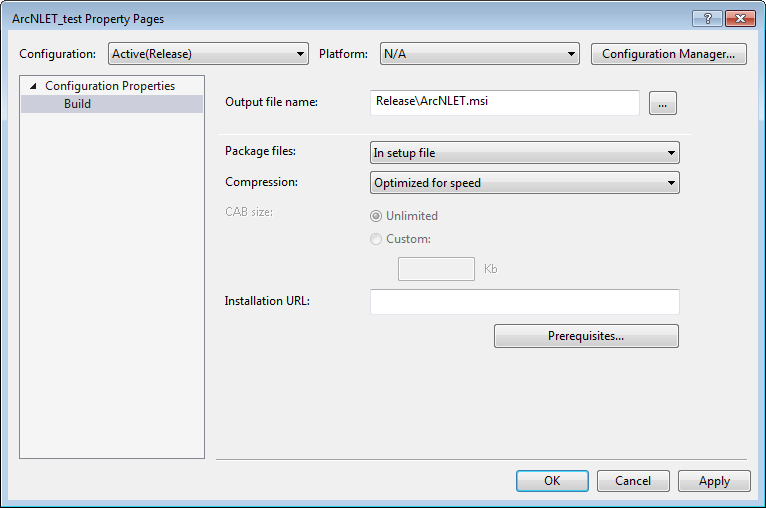 ArcNLET_test Property Pages
Configuration: Active(Release) Platform: N/A Configuration Manager...
Configuration Properties
Build
Output file name: Release\ArcNLET.msi ...
Package files: In setup file
Compression: Optimized for speed
CAB size: Unlimited
Custom:
Kb
Installation URL:
Prerequisites...
OK Cancel Apply